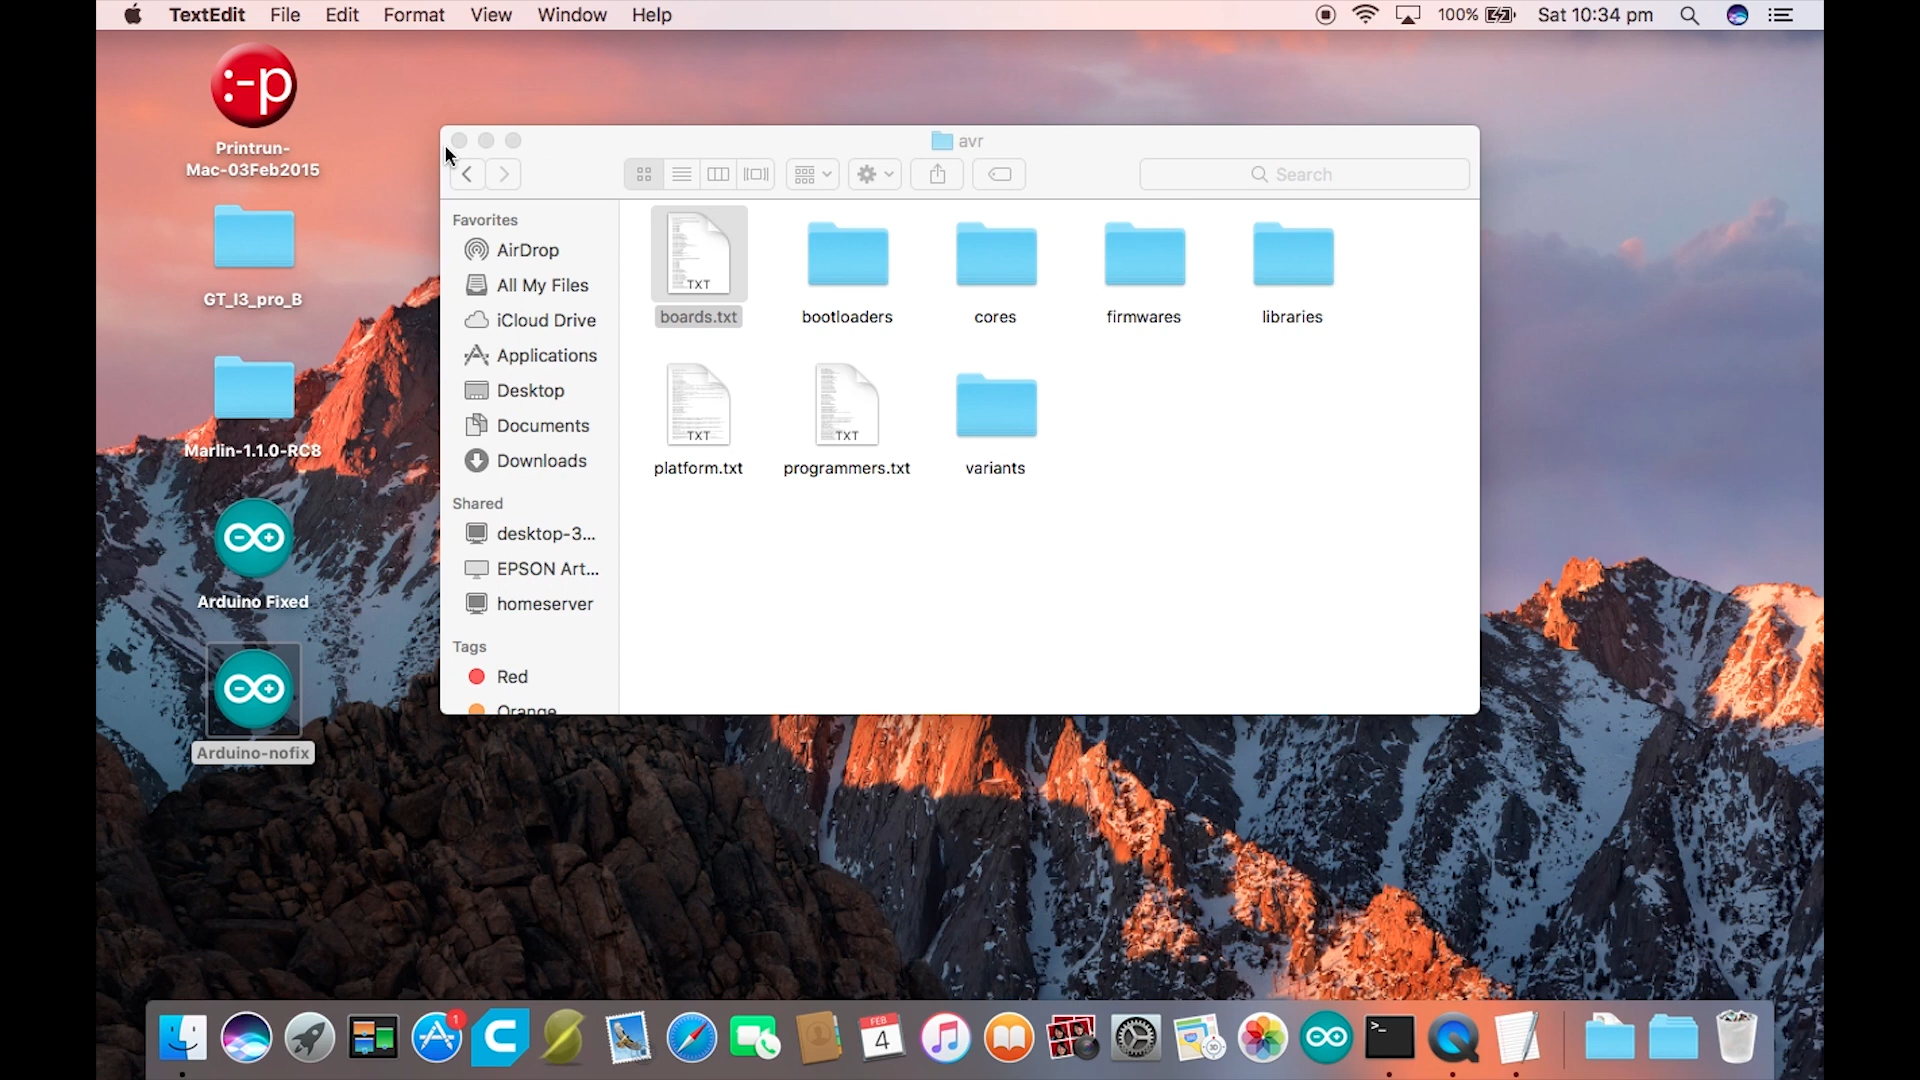 TextEdit File Edit Format View Window Help 100% Sat 10:34 pm
:-p
Printrun-
Mac-03Feb2015
GT_I3_pro_B
Marlin-1.1.0-RC8
Arduino Fixed
Arduino-nofix
avr
Search
Favorites
AirDrop
All My Files
iCloud Drive
Applications
Desktop
Documents
Downloads
Shared
desktop-3...
EPSON Art...
homeserver
Tags
Red
Orange
TXT
boards.txt bootloaders cores firmwares libraries
TXT TXT
platform.txt programmers.txt variants
1
FEB
4